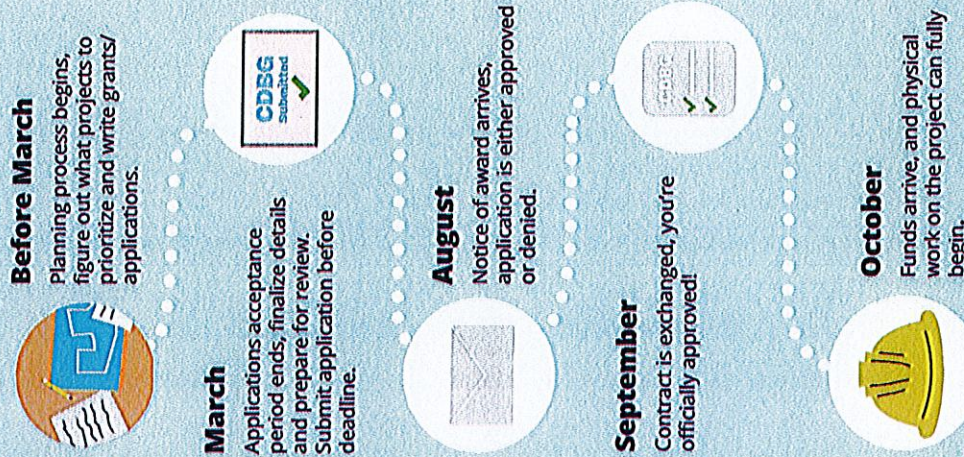 Before March
Planning process begins,
figure out what projects to
prioritize and write grants/
applications.
CDBG
Submitted
March
Applications acceptance
period ends, finalize details
and prepare for review.
Submit application before
deadline.
August
Notice of award arrives,
application is either approved
or denied.
CDBG
September
Contract is exchanged, you're
officially approved!
October
Funds arrive, and physical
work on the project can fully
begin.